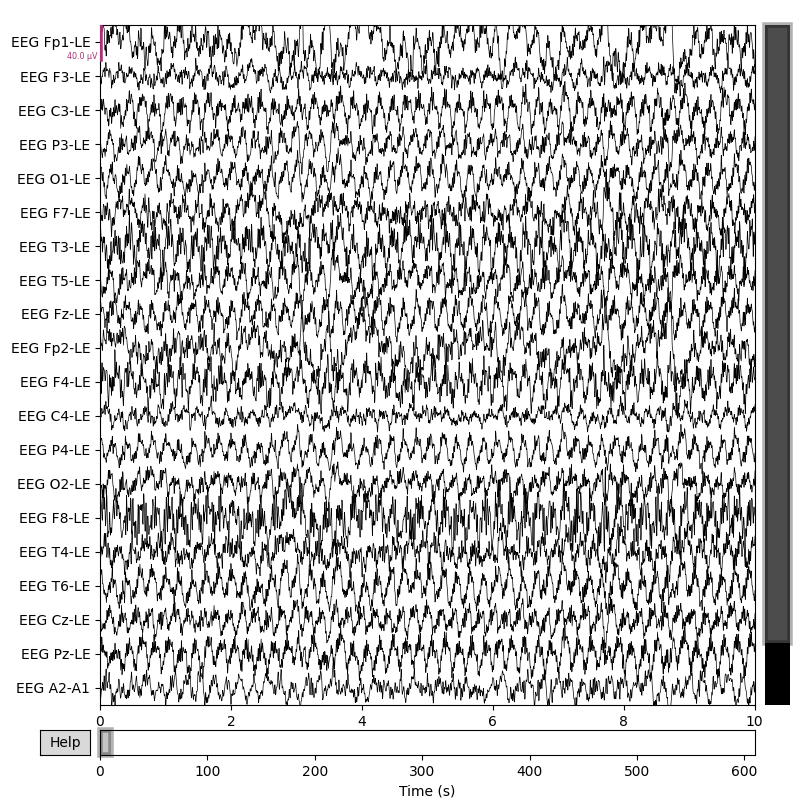 EEG Fp1-LE
40.0 µV
EEG F3-LE
EEG C3-LE
EEG P3-LE
EEG O1-LE
EEG F7-LE
EEG T3-LE
EEG T5-LE
EEG Fz-LE
EEG Fp2-LE
EEG F4-LE
EEG C4-LE
EEG P4-LE
EEG O2-LE
EEG F8-LE
EEG T4-LE
EEG T6-LE
EEG Cz-LE
EEG Pz-LE
EEG A2-A1
0 2 4 6 8 10
Help
0 100 200 300 400 500 600
Time (s)